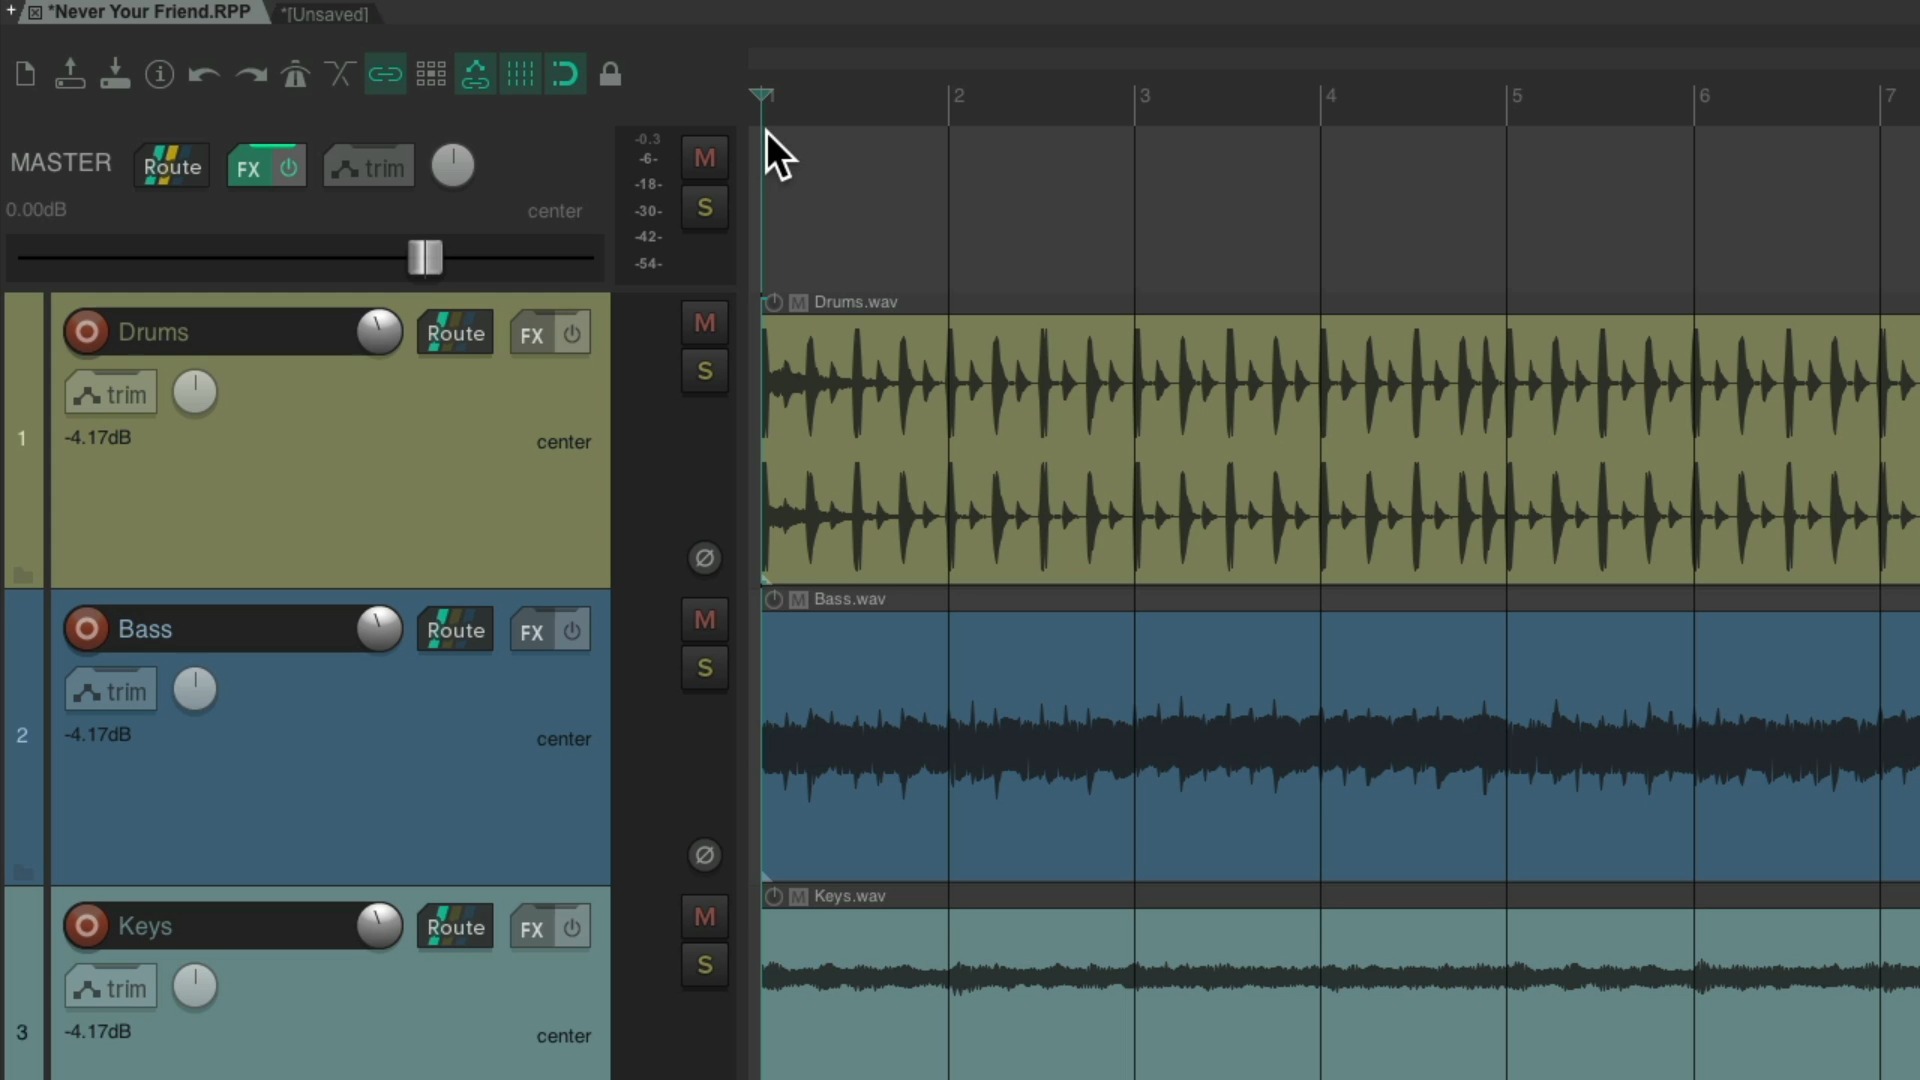 + *Never Your Friend.RPP *[Unsaved]
1 2 3 4 5 6 7
MASTER Route FX trim
0.00dB center
-0.3
-6-
-18-
-30-
-42-
-54-
M
S
1
Drums Route FX
trim
-4.17dB center
M
S
M Drums.wav
2
Bass Route FX
trim
-4.17dB center
M
S
M Bass.wav
3
Keys Route FX
trim
-4.17dB center
M
S
M Keys.wav